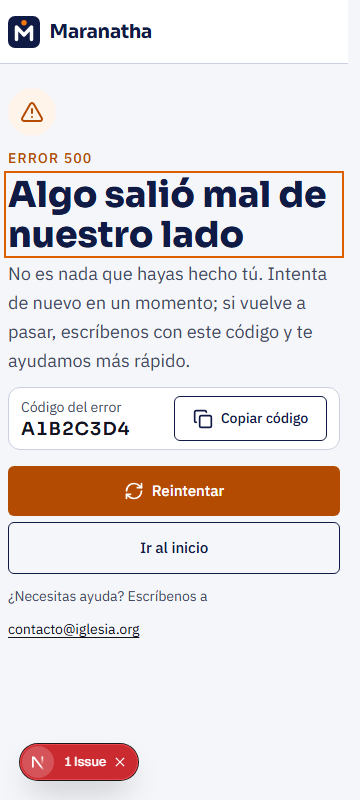 Maranatha
ERROR 500
Algo salió mal de
nuestro lado
No es nada que hayas hecho tú. Intenta
de nuevo en un momento; si vuelve a
pasar, escríbenos con este código y te
ayudamos más rápido.
Código del error
A1B2C3D4
Copiar código
Reintentar
Ir al inicio
¿Necesitas ayuda? Escríbenos a
contacto@iglesia.org
N
1 Issue